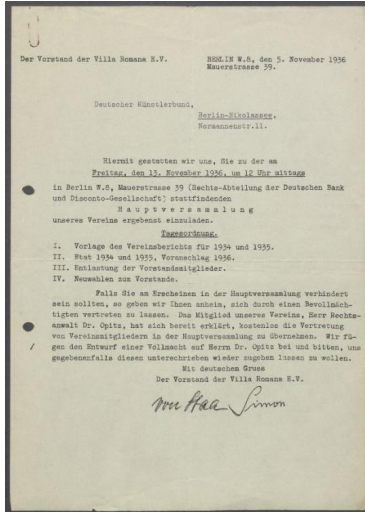 Der Vorstand der Villa Romana E.V.
BERLIN W.8, den 5. November 1936
Mauerstrasse 39.
Deutscher Künstlerbund,
Berlin-Nikolassee,
Normannenstr.11.
Hiermit gestatten wir uns, Sie zu der am
Freitag, den 13. November 1936, um 12 Uhr mittags
in Berlin W.8, Mauerstrasse 39 (Rechts-Abteilung der Deutschen Bank
und Disconto-Gesellschaft) stattfindenden
Hauptversammlung
unseres Vereins ergebenst einzuladen.
Tagesordnung.
I. Vorlage des Vereinsberichts für 1934 und 1935.
II. Etat 1934 und 1935, Voranschlag 1936.
III. Entlastung der Vorstandsmitglieder.
IV. Neuwahlen zum Vorstande.
Falls Sie am Erscheinen in der Hauptversammlung verhindert
sein sollten, so geben wir Ihnen anheim, sich durch einen Bevollmäch-
tigten vertreten zu lassen. Das Mitglied unseres Vereins, Herr Rechts-
anwalt Dr. Opitz, hat sich bereit erklärt, kostenlos die Vertretung
von Vereinsmitgliedern in der Hauptversammlung zu übernehmen. Wir fü-
gen den Entwurf einer Vollmacht auf Herrn Dr. Opitz bei und bitten, uns
gegebenenfalls diesen unterschrieben wieder zugehen lassen zu wollen.
Mit deutschem Gruss
Der Vorstand der Villa Romana E.V.
von Staa Simon